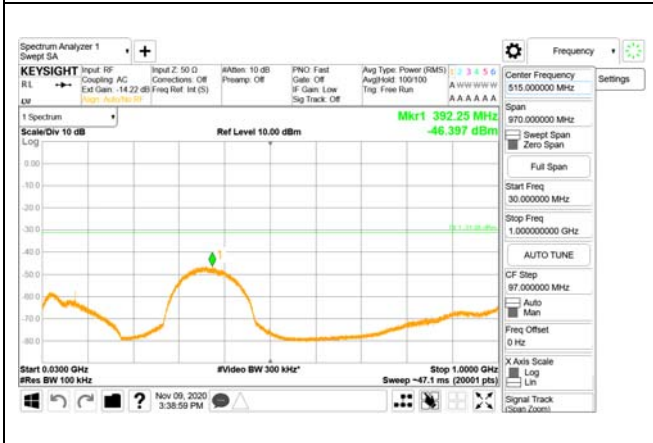 Spectrum Analyzer 1
Swept SA
+
Frequency
KEYSIGHT
Input: RF
Coupling: AC
Ext Gain: -14.22 dB
Align: Auto/No RF
Input Z: 50 Ω
Corrections: Off
Freq Ref: Int (S)
#Atten: 10 dB
Preamp: Off
PNO: Fast
Gate: Off
IF Gain: Low
Sig Track: Off
Avg Type: Power (RMS)
Avg|Hold: 100/100
Trig: Free Run
1 2 3 4 5 6
A W W W W W
A A A A A A
RL
1 Spectrum
Scale/Div 10 dB
Log
Ref Level 10.00 dBm
Mkr1 392.25 MHz
-46.397 dBm
0.00
-10.0
-20.0
-30.0
-40.0
-50.0
-60.0
-70.0
-80.0
1
Start 0.0300 GHz
#Res BW 100 kHz
#Video BW 300 kHz*
Stop 1.0000 GHz
Sweep ~47.1 ms (20001 pts)
Nov 09, 2020
3:38:59 PM
?
Center Frequency
515.000000 MHz
Settings
Span
970.000000 MHz
Swept Span
Zero Span
Full Span
Start Freq
30.000000 MHz
Stop Freq
1.000000000 GHz
AUTO TUNE
CF Step
97.000000 MHz
Auto
Man
Freq Offset
0 Hz
X Axis Scale
Log
Lin
Signal Track
(Span Zoom)